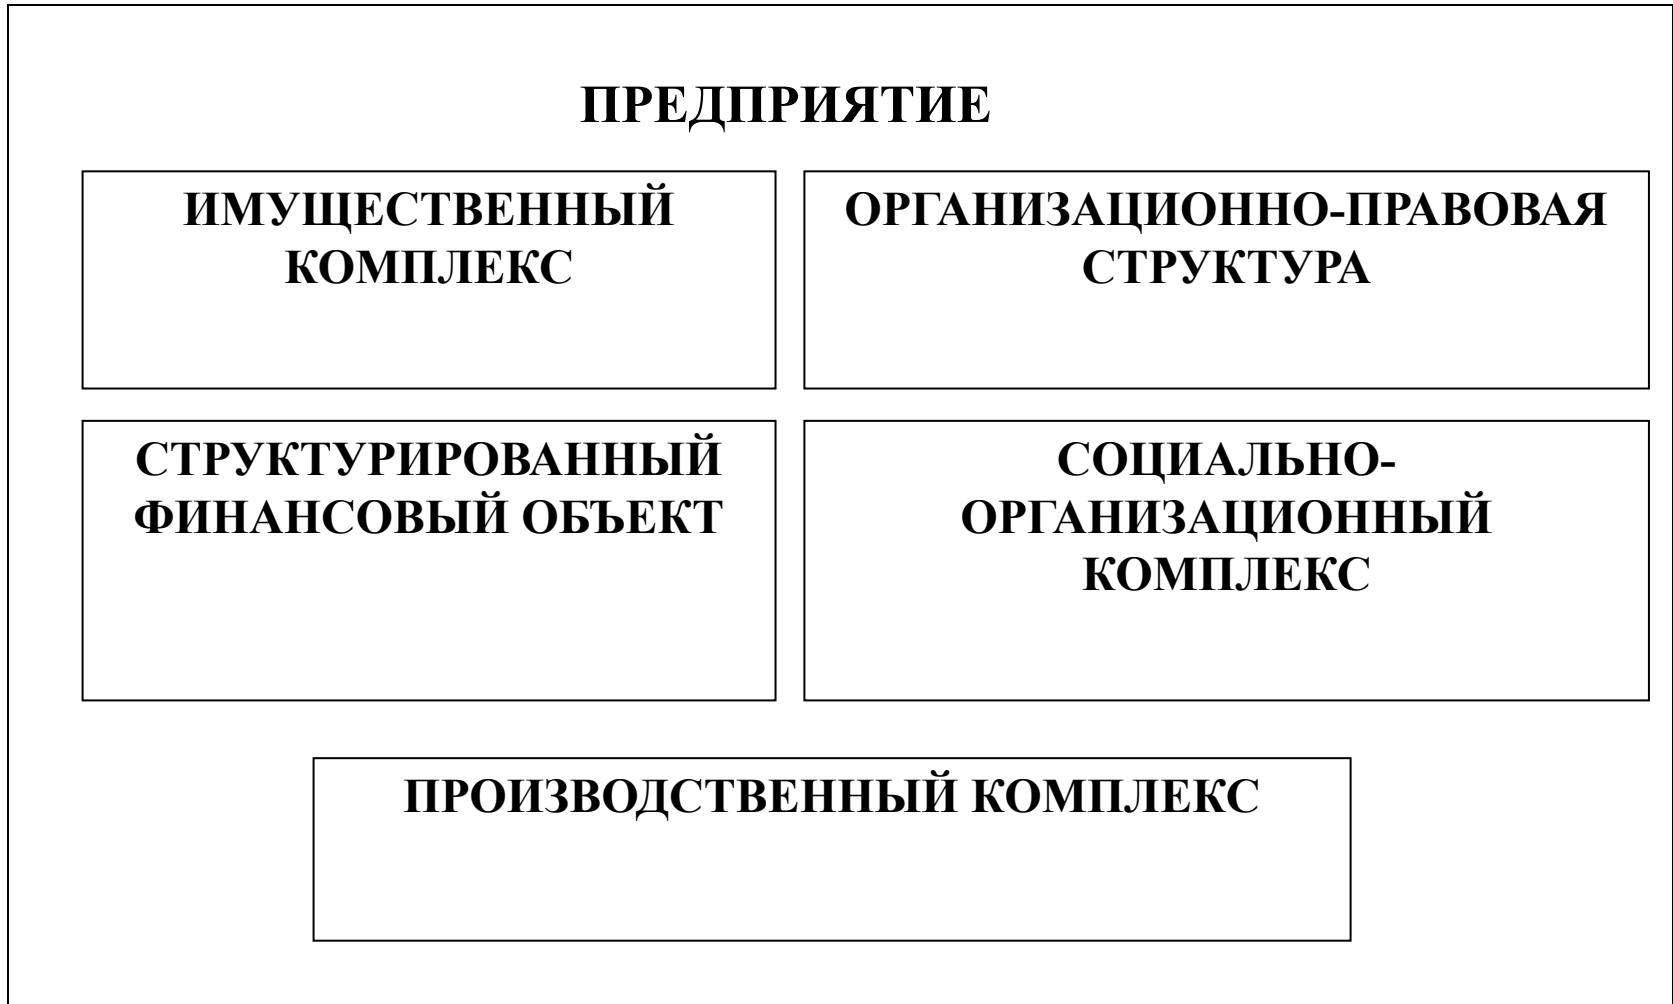 ПРЕДПРИЯТИЕ
ИМУЩЕСТВЕННЫЙ
КОМПЛЕКС
ОРГАНИЗАЦИОННО-ПРАВОВАЯ
СТРУКТУРА
СТРУКТУРИРОВАННЫЙ
ФИНАНСОВЫЙ ОБЪЕКТ
СОЦИАЛЬНО-
ОРГАНИЗАЦИОННЫЙ
КОМПЛЕКС
ПРОИЗВОДСТВЕННЫЙ КОМПЛЕКС